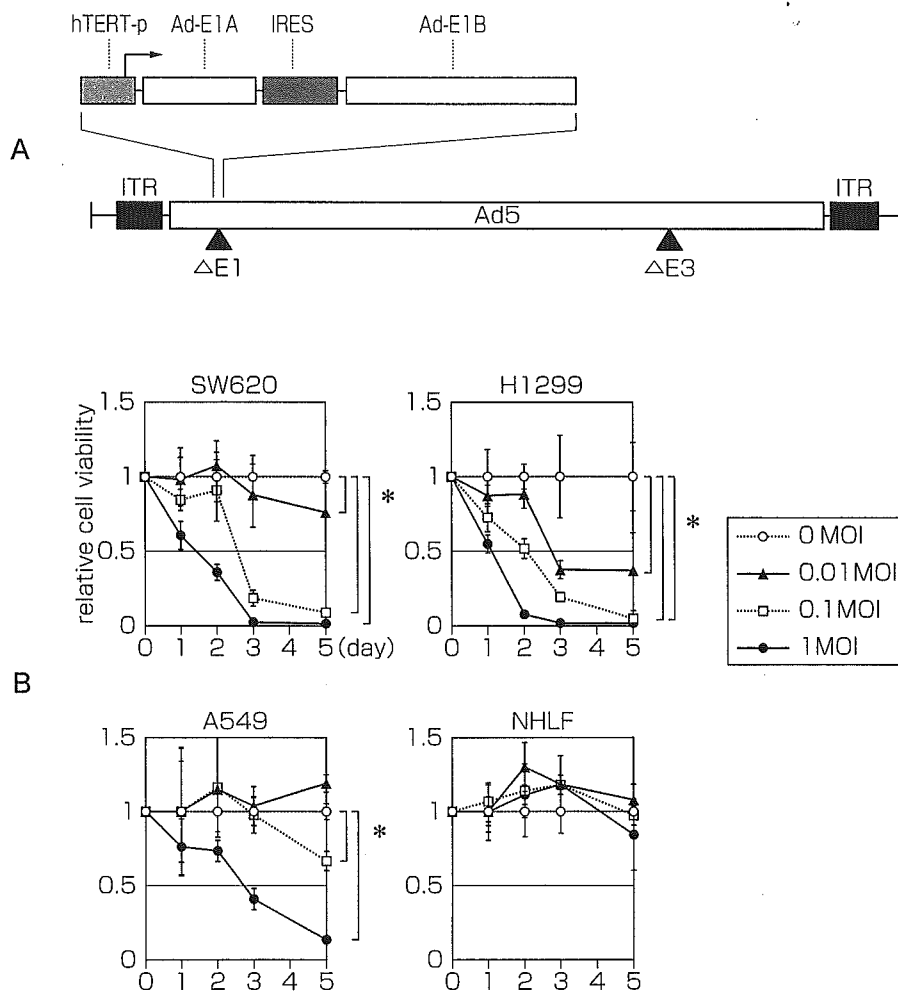 hTERT-p Ad-E1A IRES Ad-E1B
A
ITR ITR
Ad5
△E1 △E3
SW620 H1299
relative cell viability
1.5 1.5
1 1
* *
0.5 0.5
0 0
0 1 2 3 4 5 (day) 0 1 2 3 4 5
0 MOI
0.01MOI
0.1MOI
1MOI
B
A549 NHLF
1.5 1.5
1 1
*
0.5 0.5
0 0
0 1 2 3 4 5 0 1 2 3 4 5